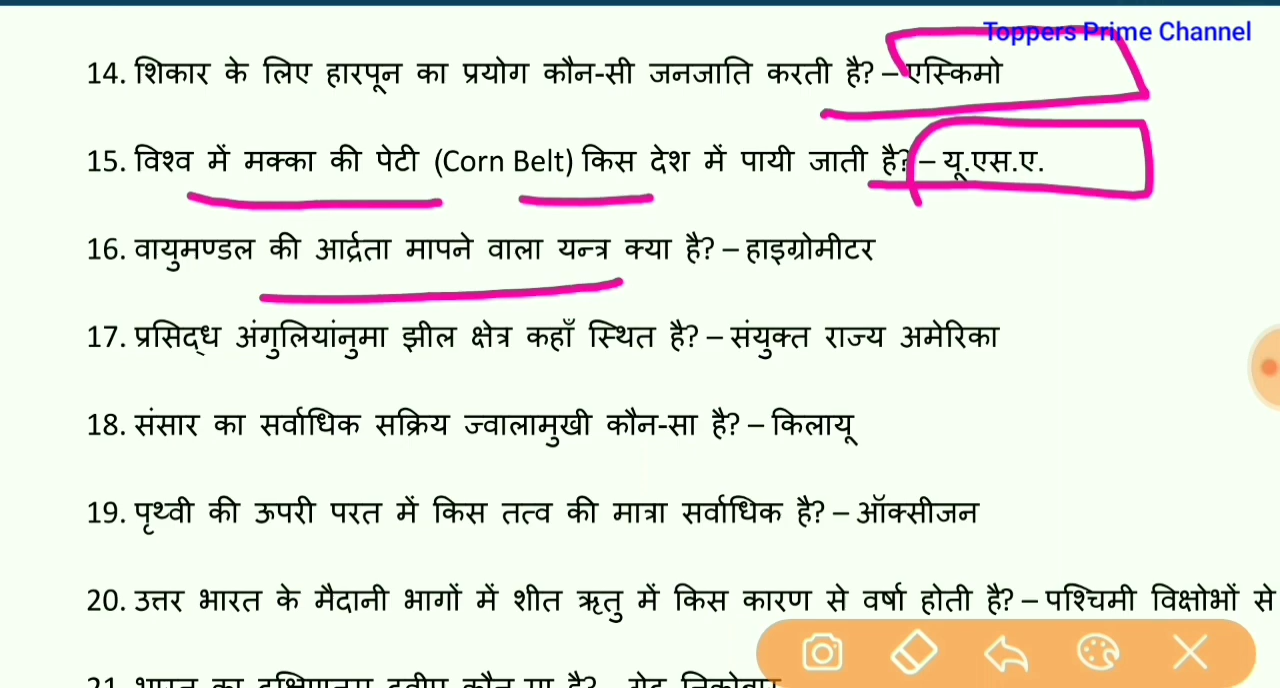 Toppers Prime Channel
14. शिकार के लिए हारपून का प्रयोग कौन-सी जनजाति करती है? – एस्किमो
15. विश्व में मक्का की पेटी (Corn Belt) किस देश में पायी जाती है? – यू.एस.ए.
16. वायुमण्डल की आर्द्रता मापने वाला यन्त्र क्या है? – हाइग्रोमीटर
17. प्रसिद्ध अंगुलियांनुमा झील क्षेत्र कहाँ स्थित है? – संयुक्त राज्य अमेरिका
18. संसार का सर्वाधिक सक्रिय ज्वालामुखी कौन-सा है? – किलायू
19. पृथ्वी की ऊपरी परत में किस तत्व की मात्रा सर्वाधिक है? – ऑक्सीजन
20. उत्तर भारत के मैदानी भागों में शीत ऋतु में किस कारण से वर्षा होती है? – पश्चिमी विक्षोभों से
21. भारत का